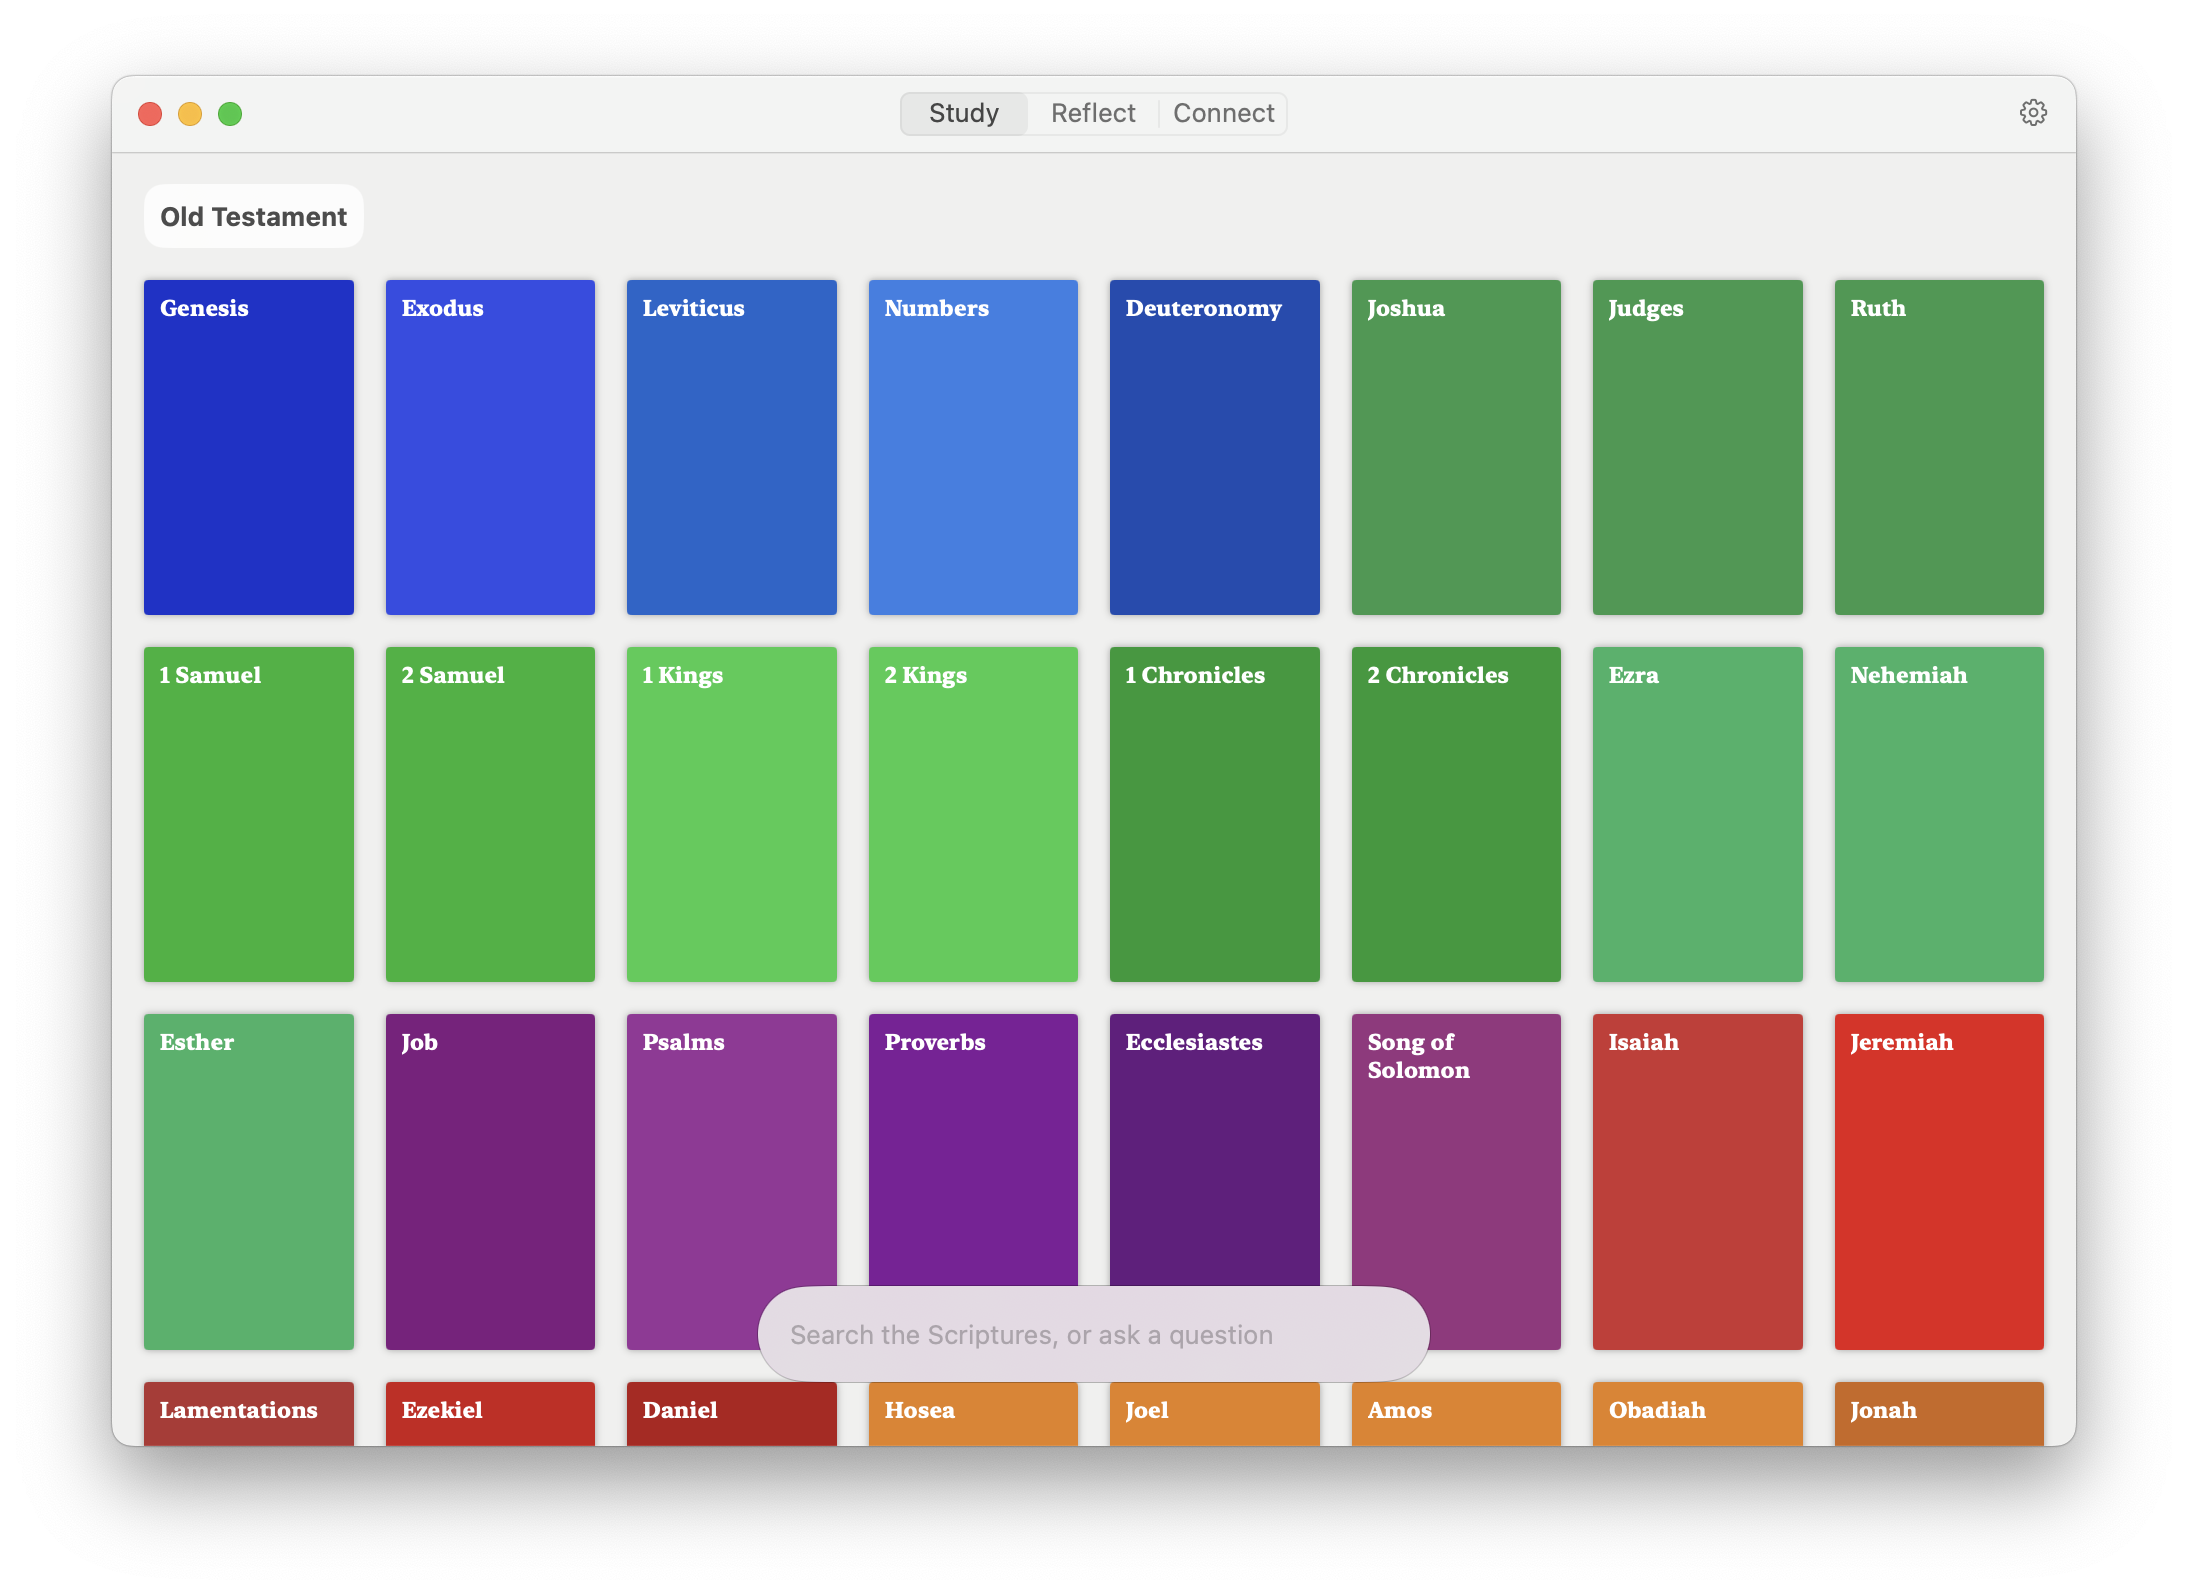 Study Reflect Connect
Old Testament
Genesis Exodus Leviticus Numbers Deuteronomy Joshua Judges Ruth
1 Samuel 2 Samuel 1 Kings 2 Kings 1 Chronicles 2 Chronicles Ezra Nehemiah
Esther Job Psalms Proverbs Ecclesiastes Song of Isaiah Jeremiah
Solomon
Search the Scriptures, or ask a question
Lamentations Ezekiel Daniel Hosea Joel Amos Obadiah Jonah